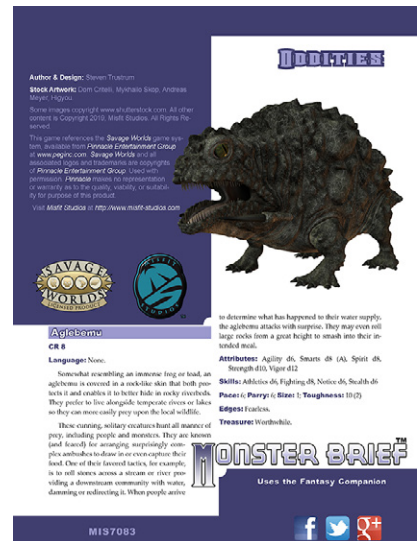 ODDITIES
Author & Design: Steven Trustrum
Stock Artwork: Dom Critelli, Mykhailo Skop, Andreas
Meyer, Higyou
Some images copyright www.shutterstock.com. All other
content is Copyright 2019, Misfit Studios. All Rights Re-
served.
This game references the Savage Worlds game sys-
tem, available from Pinnacle Entertainment Group
at www.peginc.com. Savage Worlds and all
associated logos and trademarks are copyrights
of Pinnacle Entertainment Group. Used with
permission. Pinnacle makes no representation
or warranty as to the quality, viability, or suitabil-
ity for purpose of this product.
Visit Misfit Studios at http://www.misfit-studios.com
SAVAGE
WORLDS
LICENSED PRODUCT
MISFIT
STUDIOS
Aglebemu
CR 8
Language: None.
Somewhat resembling an immense frog or toad, an
aglebemu is covered in a rock-like skin that both pro-
tects it and enables it to better hide in rocky riverbeds.
They prefer to live alongside temperate rivers or lakes
so they can more easily prey upon the local wildlife.
These cunning, solitary creatures hunt all manner of
prey, including people and monsters. They are known
(and feared) for arranging surprisingly com-
plex ambushes to draw in or even capture their
food. One of their favored tactics, for example,
is to roll stones across a stream or river pro-
viding a downstream community with water,
damming or redirecting it. When people arrive
to determine what has happened to their water supply,
the aglebemu attacks with surprise. They may even roll
large rocks from a great height to smash into their in-
tended meal.
Attributes: Agility d6, Smarts d8 (A), Spirit d8,
Strength d10, Vigor d12
Skills: Athletics d6, Fighting d8, Notice d6, Stealth d6
Pace: 6; Parry: 6; Size: 1; Toughness: 10 (2)
Edges: Fearless.
Treasure: Worthwhile.
MONSTER BRIEF™
Uses the Fantasy Companion
MIS7083
f
g+